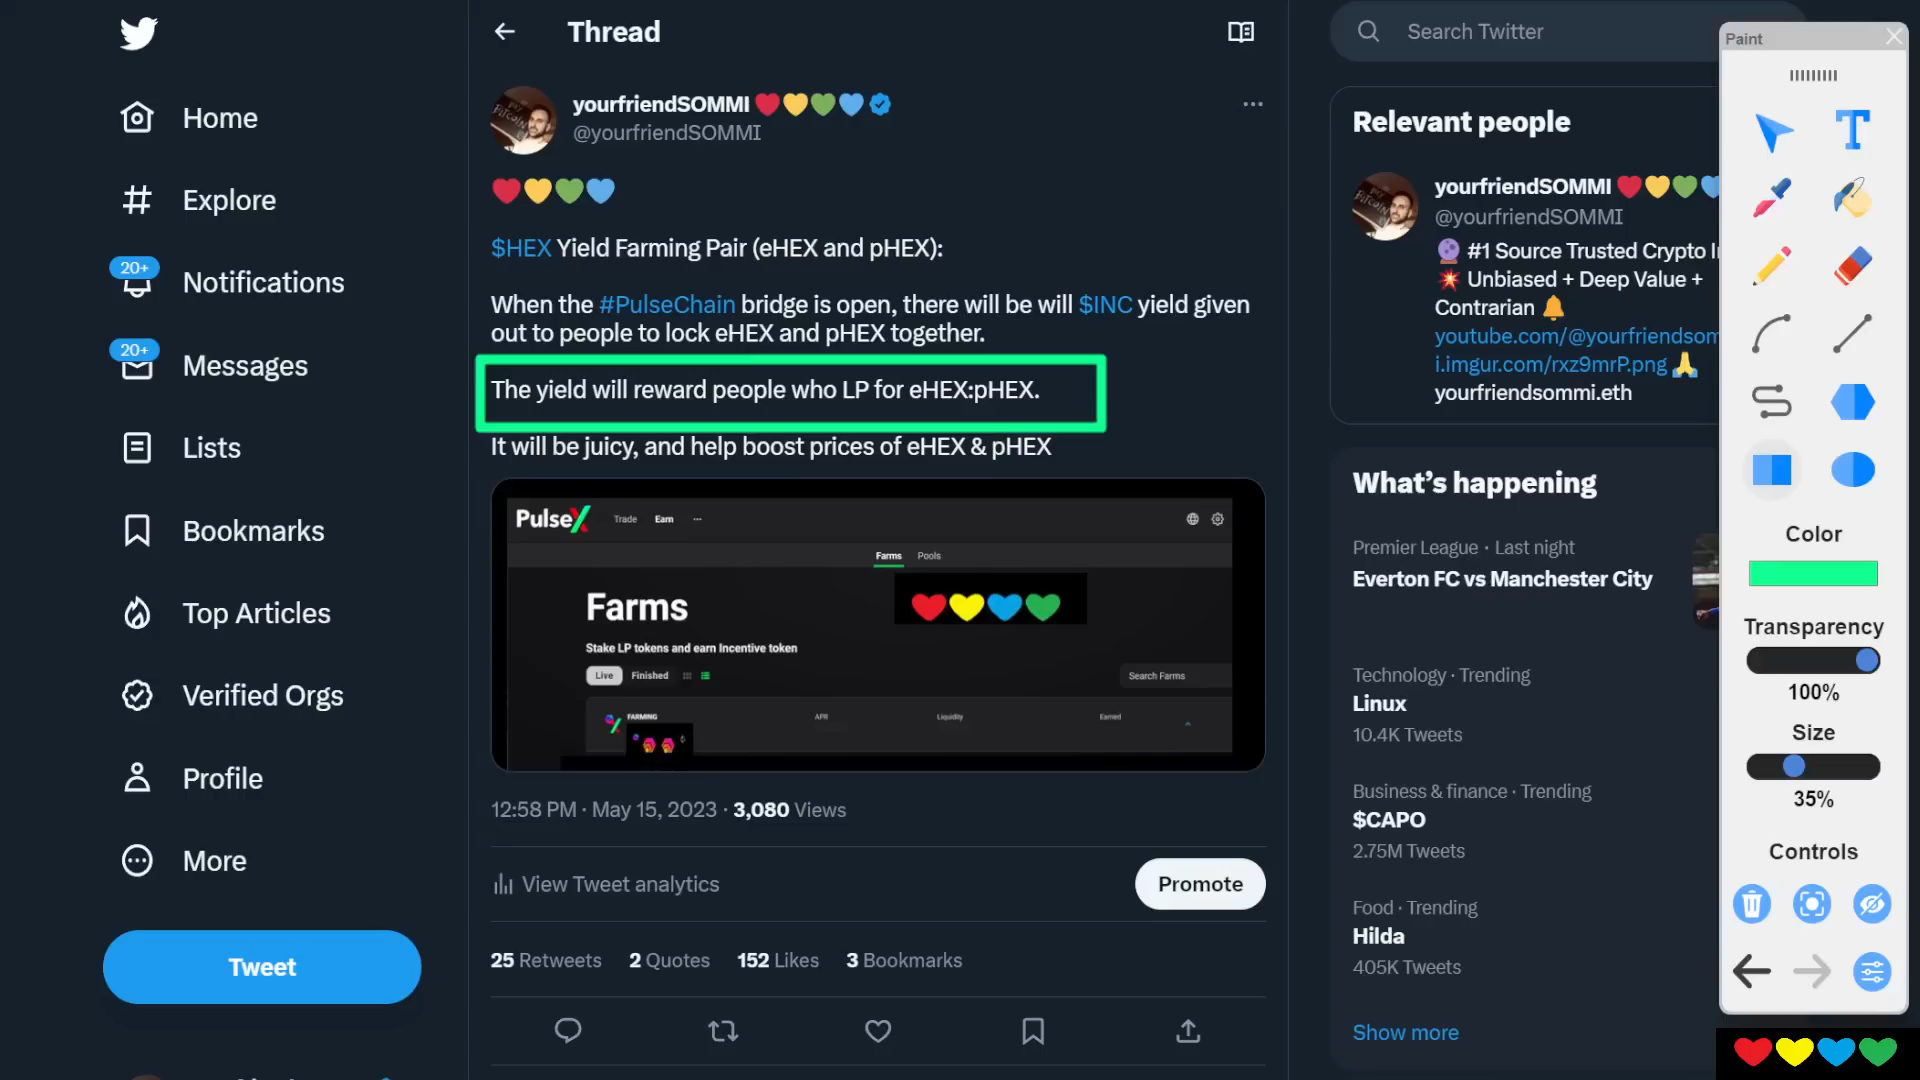 Home
Explore
20+
Notifications
20+
Messages
Lists
Bookmarks
Top Articles
Verified Orgs
Profile
More
Tweet
Thread
yourfriendSOMMI
@yourfriendSOMMI
$HEX Yield Farming Pair (eHEX and pHEX):
When the #PulseChain bridge is open, there will be will $INC yield given
out to people to lock eHEX and pHEX together.
The yield will reward people who LP for eHEX:pHEX.
It will be juicy, and help boost prices of eHEX & pHEX
PulseX Trade Earn ...
Farms Pools
Farms
Stake LP tokens and earn Incentive token
Live Finished Search Farms
FARMING APR Liquidity Earned
12:58 PM · May 15, 2023 · 3,080 Views
View Tweet analytics
Promote
25 Retweets 2 Quotes 152 Likes 3 Bookmarks
Search Twitter
Relevant people
yourfriendSOMMI
@yourfriendSOMMI
#1 Source Trusted Crypto
Unbiased + Deep Value +
Contrarian
youtube.com/@yourfriendsom
i.imgur.com/rxz9mrP.png
yourfriendsommi.eth
What's happening
Premier League · Last night
Everton FC vs Manchester City
Technology · Trending
Linux
10.4K Tweets
Business & finance · Trending
$CAPO
2.75M Tweets
Food · Trending
Hilda
405K Tweets
Show more
Paint
Color
Transparency
100%
Size
35%
Controls